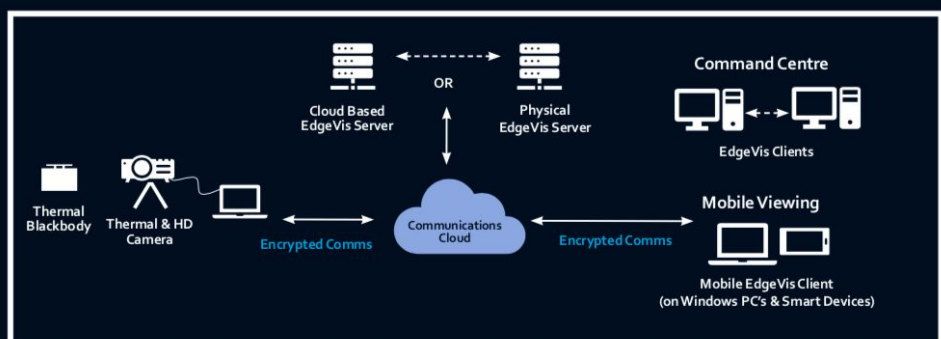 Cloud Based
EdgeVis Server
OR
Physical
EdgeVis Server
Command Centre
EdgeVis Clients
Thermal
Blackbody
Thermal & HD
Camera
Encrypted Comms
Communications
Cloud
Encrypted Comms
Mobile Viewing
Mobile EdgeVis Client
(on Windows PC's & Smart Devices)